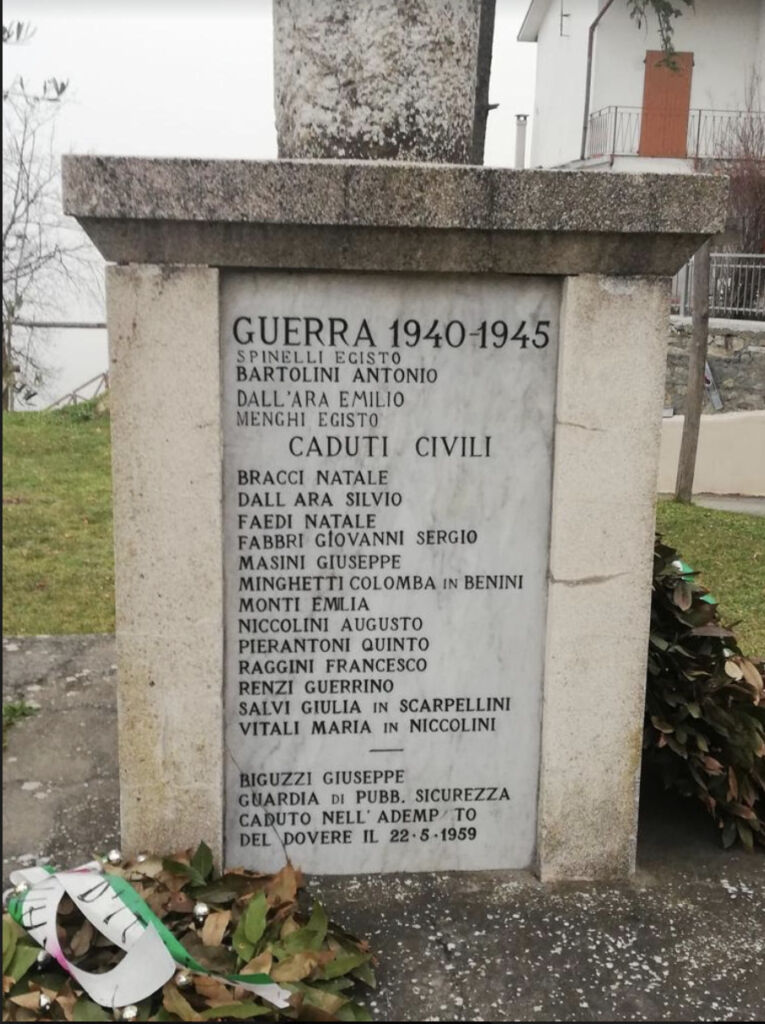 GUERRA 1940-1945
SPINELLI EGISTO
BARTOLINI ANTONIO
DALL'ARA EMILIO
MENGHI EGISTO
CADUTI CIVILI
BRACCI NATALE
DALL ARA SILVIO
FAEDI NATALE
FABBRI GIOVANNI SERGIO
MASINI GIUSEPPE
MINGHETTI COLOMBA IN BENINI
MONTI EMILIA
NICCOLINI AUGUSTO
PIERANTONI QUINTO
RAGGINI FRANCESCO
RENZI GUERRINO
SALVI GIULIA IN SCARPELLINI
VITALI MARIA IN NICCOLINI
BIGUZZI GIUSEPPE
GUARDIA DI PUBB. SICUREZZA
CADUTO NELL'ADEMP TO
DEL DOVERE IL 22·5·1959